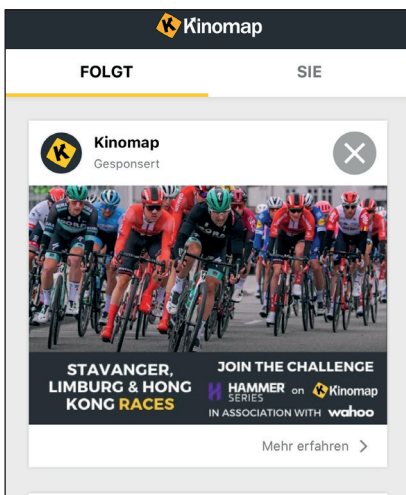 Kinomap
FOLGT SIE
Kinomap
Gesponsert
BORA
STAVANGER,
LIMBURG & HONG
KONG RACES
JOIN THE CHALLENGE
HAMMER SERIES on Kinomap
IN ASSOCIATION WITH wahoo
Mehr erfahren >